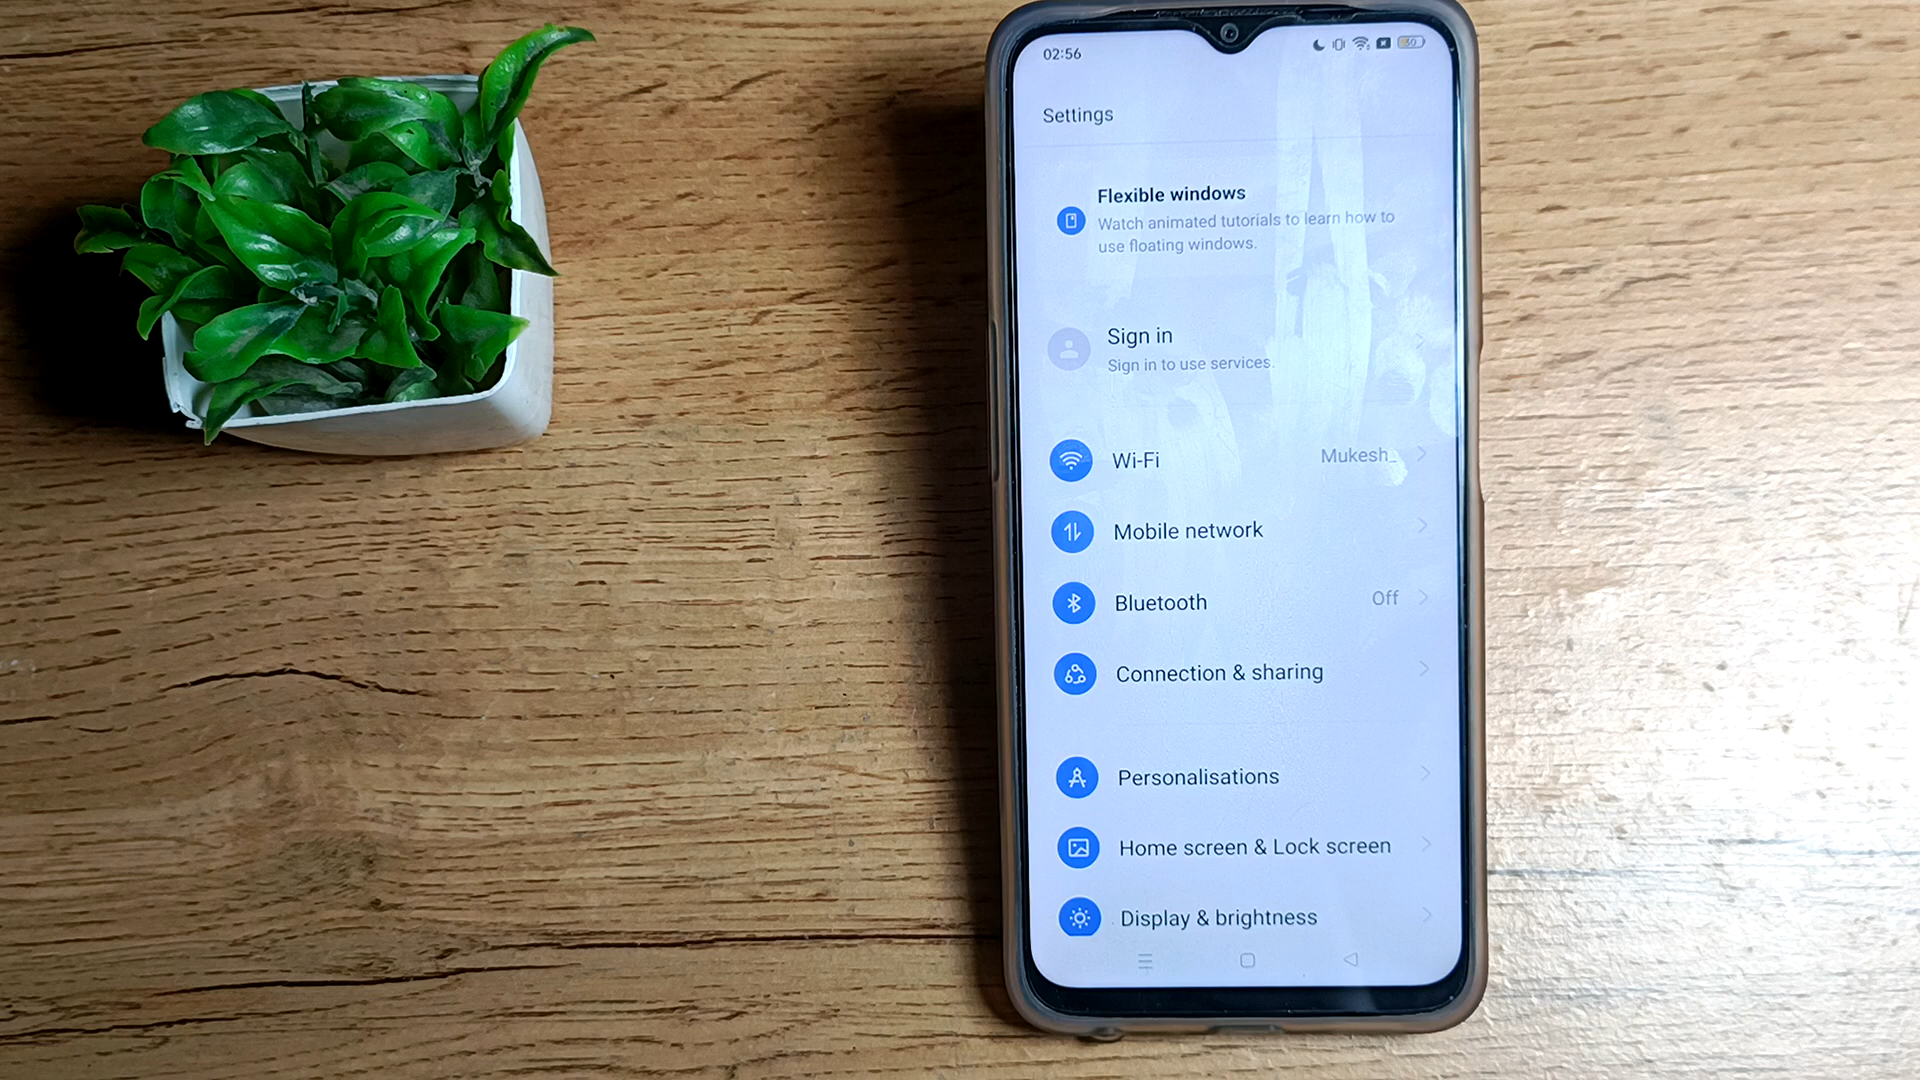 02:56
Settings
Flexible windows
Watch animated tutorials to learn how to
use floating windows.
Sign in
Sign in to use services.
Wi-Fi
Mukesh_
Mobile network
Bluetooth
Off
Connection & sharing
Personalisations
Home screen & Lock screen
Display & brightness